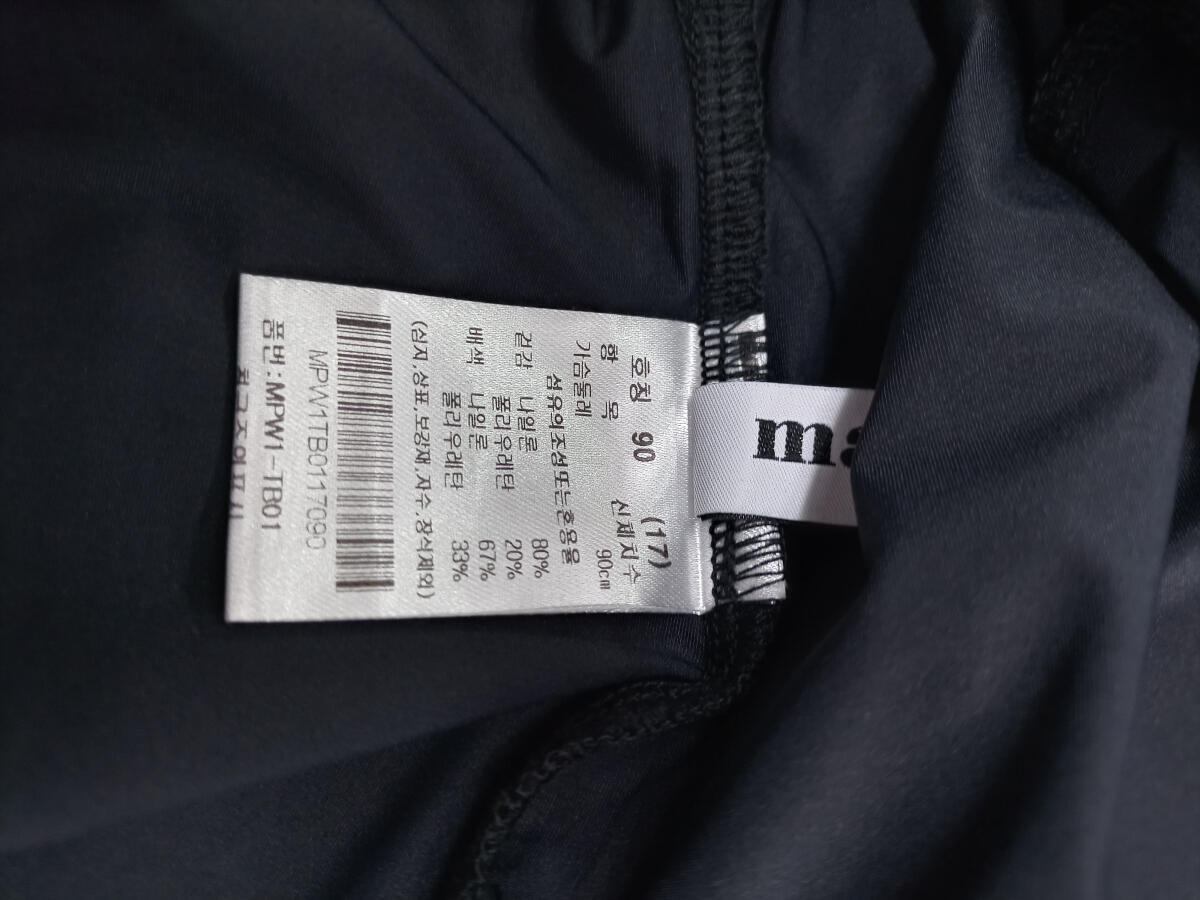 호칭 90 (17)
항 목 신체치수
가슴둘레 90cm
섬유의조성또는혼용율
겉감 나일론 80%
폴리우레탄 20%
배색 나일론 67%
폴리우레탄 33%
(심지,상표,보강재,자수,장식제외)
MPW1TB0117090
품번:MPW1-TB01
ma